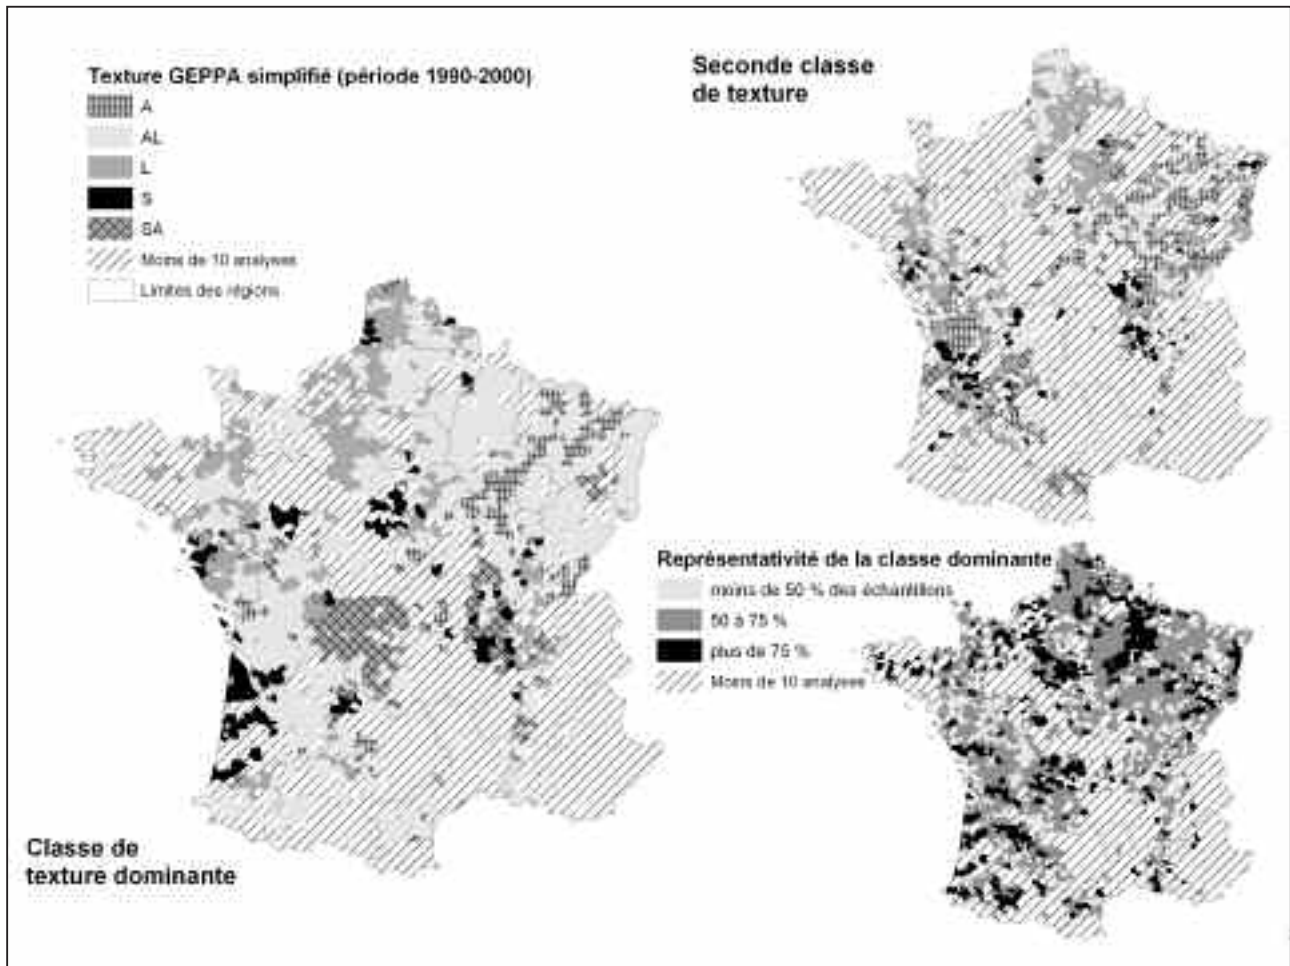 Texture GEPPA simplifié (période 1990-2000)
A
AL
L
S
SA
Moins de 10 analyses
Limites des régions
Seconde classe
de texture
Représentativité de la classe dominante
moins de 50 % des échantillons
50 à 75 %
plus de 75 %
Moins de 10 analyses
Classe de
texture dominante